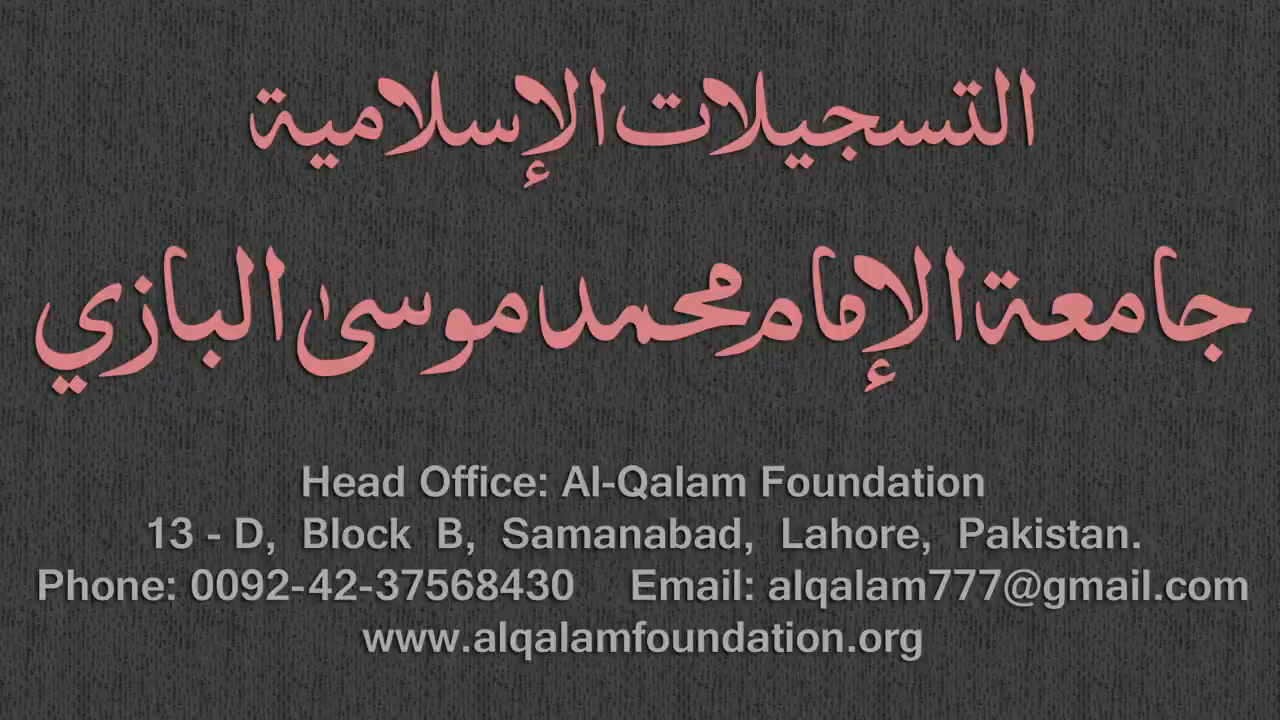 التسجيلات الإسلامية
جامعة الإمام محمد موسىٰ البازي
Head Office: Al-Qalam Foundation
13 - D, Block B, Samanabad, Lahore, Pakistan.
Phone: 0092-42-37568430 Email: alqalam777@gmail.com
www.alqalamfoundation.org